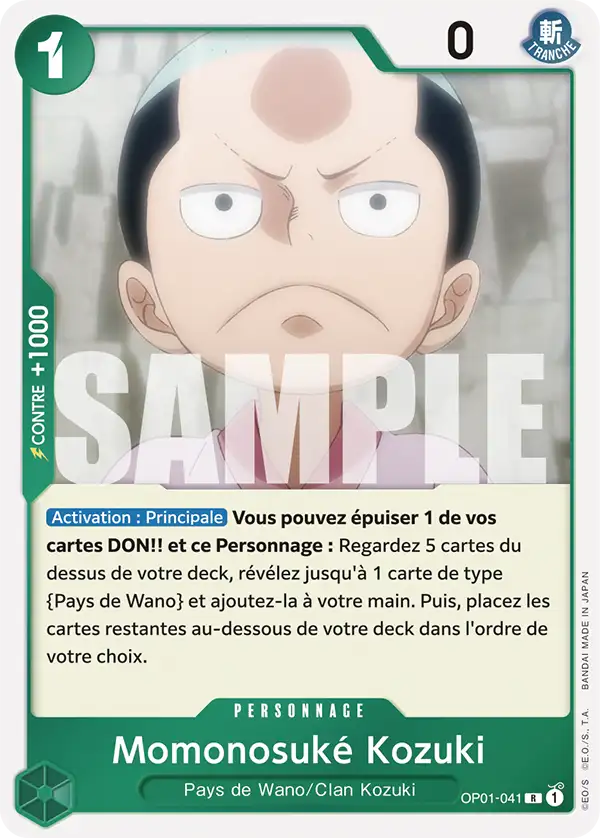 1
0
斬
TRANCHE
CONTRE +1000
SAMPLE
Activation : Principale Vous pouvez épuiser 1 de vos
cartes DON!! et ce Personnage : Regardez 5 cartes du
dessus de votre deck, révélez jusqu'à 1 carte de type
{Pays de Wano} et ajoutez-la à votre main. Puis, placez les
cartes restantes au-dessous de votre deck dans l'ordre de
votre choix.
PERSONNAGE
Momonosuké Kozuki
Pays de Wano/Clan Kozuki
OP01-041 R 1
©E.O/S ©E.O./S., T.A. BANDAI MADE IN JAPAN